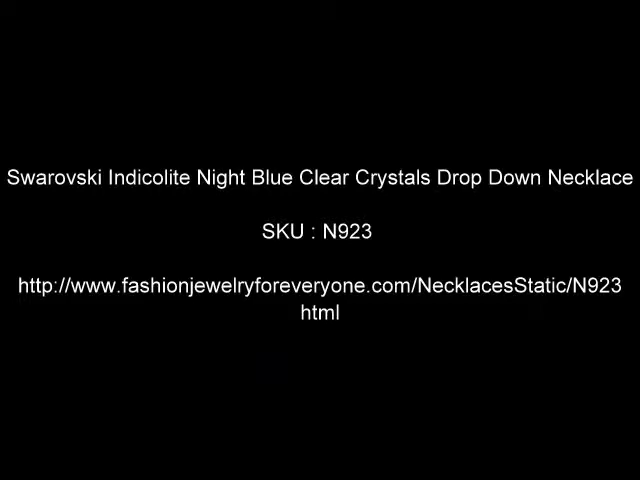 Swarovski Indicolite Night Blue Clear Crystals Drop Down Necklace
SKU : N923
http://www.fashionjewelryforeveryone.com/NecklacesStatic/N923
html